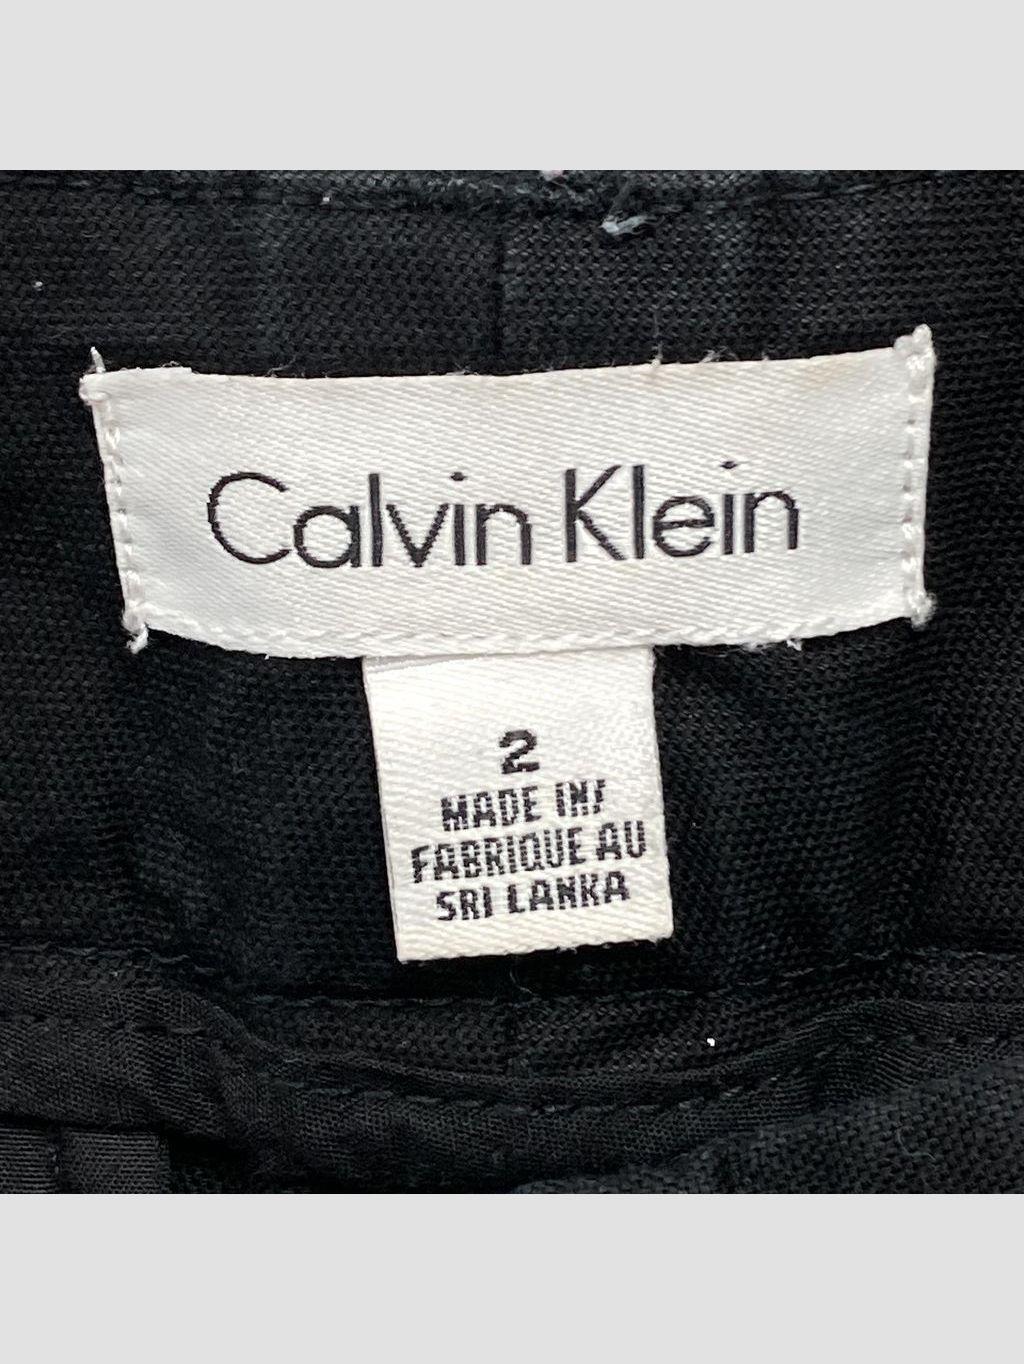 Calvin Klein
2
MADE IN/
FABRIQUE AU
SRI LANKA